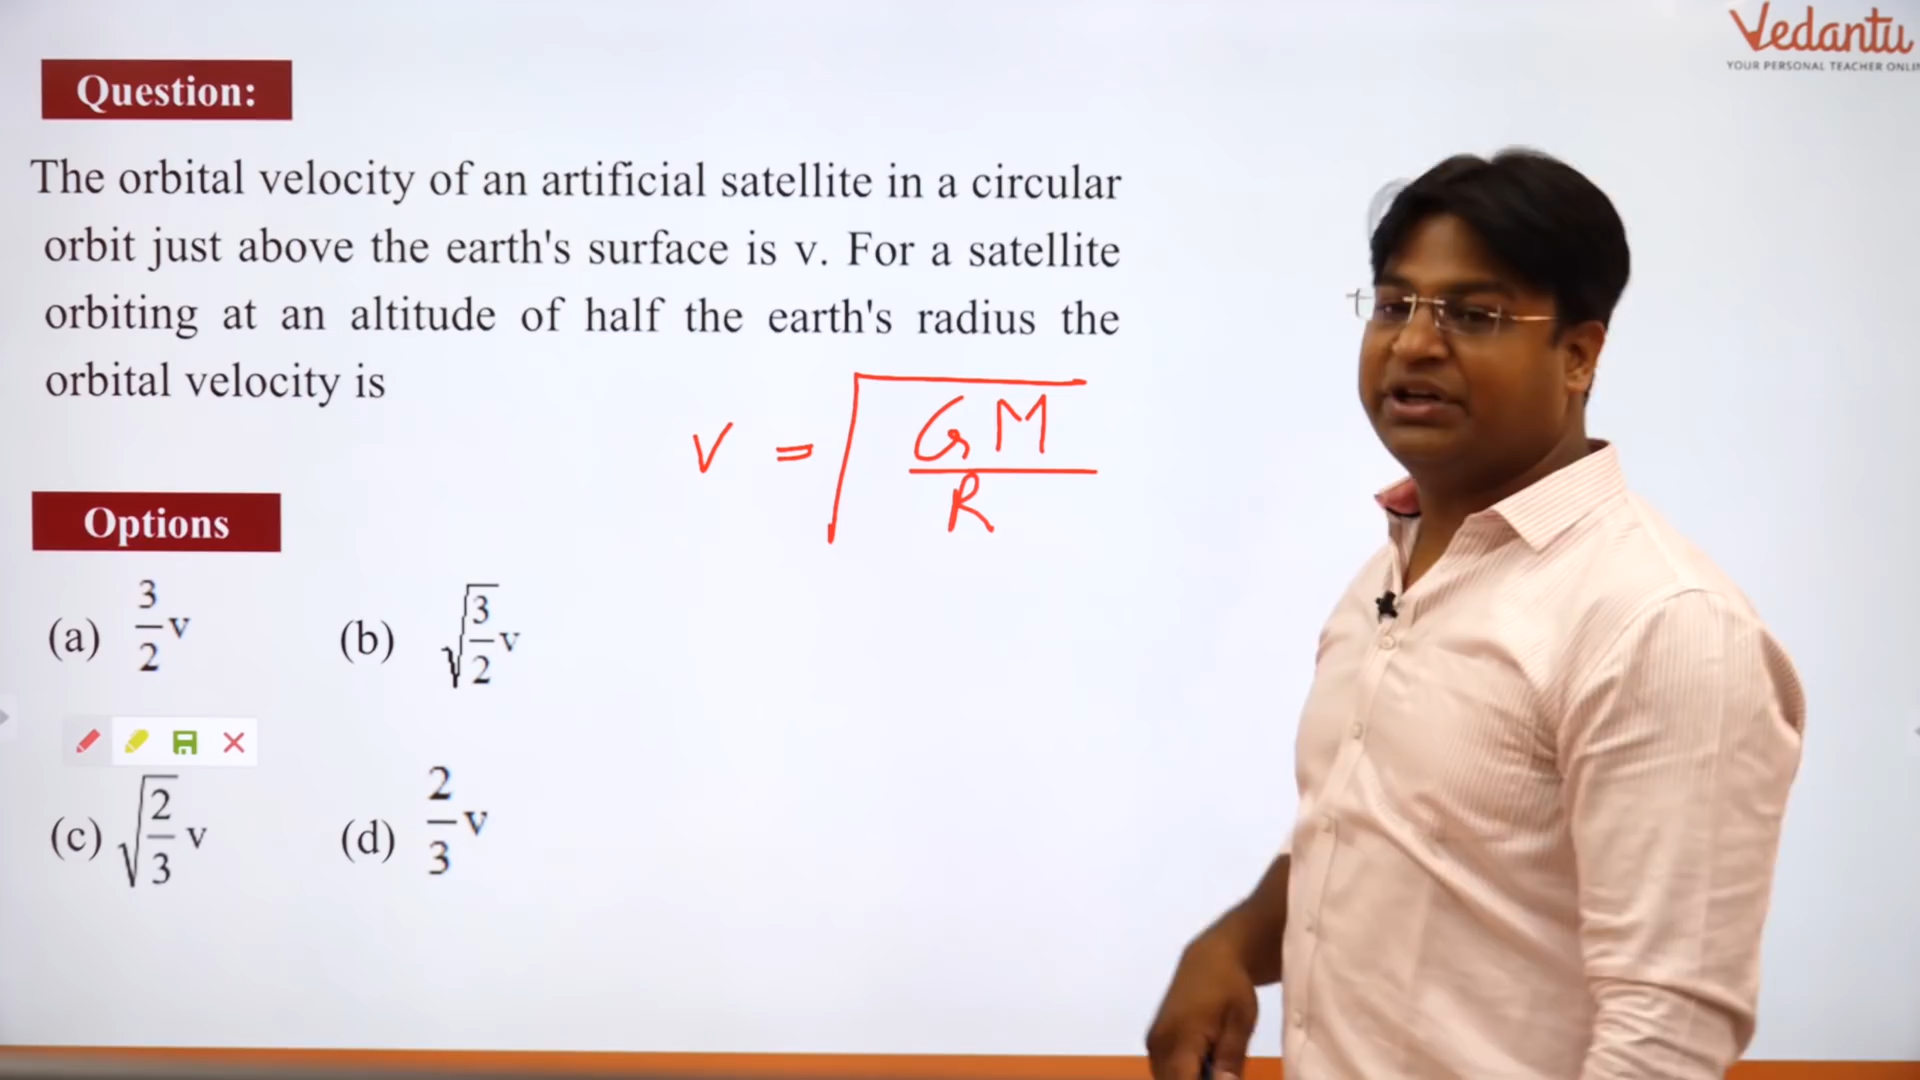 Vedantu
YOUR PERSONAL TEACHER ONLIN
Question:
The orbital velocity of an artificial satellite in a circular
orbit just above the earth's surface is v. For a satellite
orbiting at an altitude of half the earth's radius the
orbital velocity is
v = √(GM/R)
Options
(a) 3/2 v (b) √(3/2) v
(c) √(2/3) v (d) 2/3 v